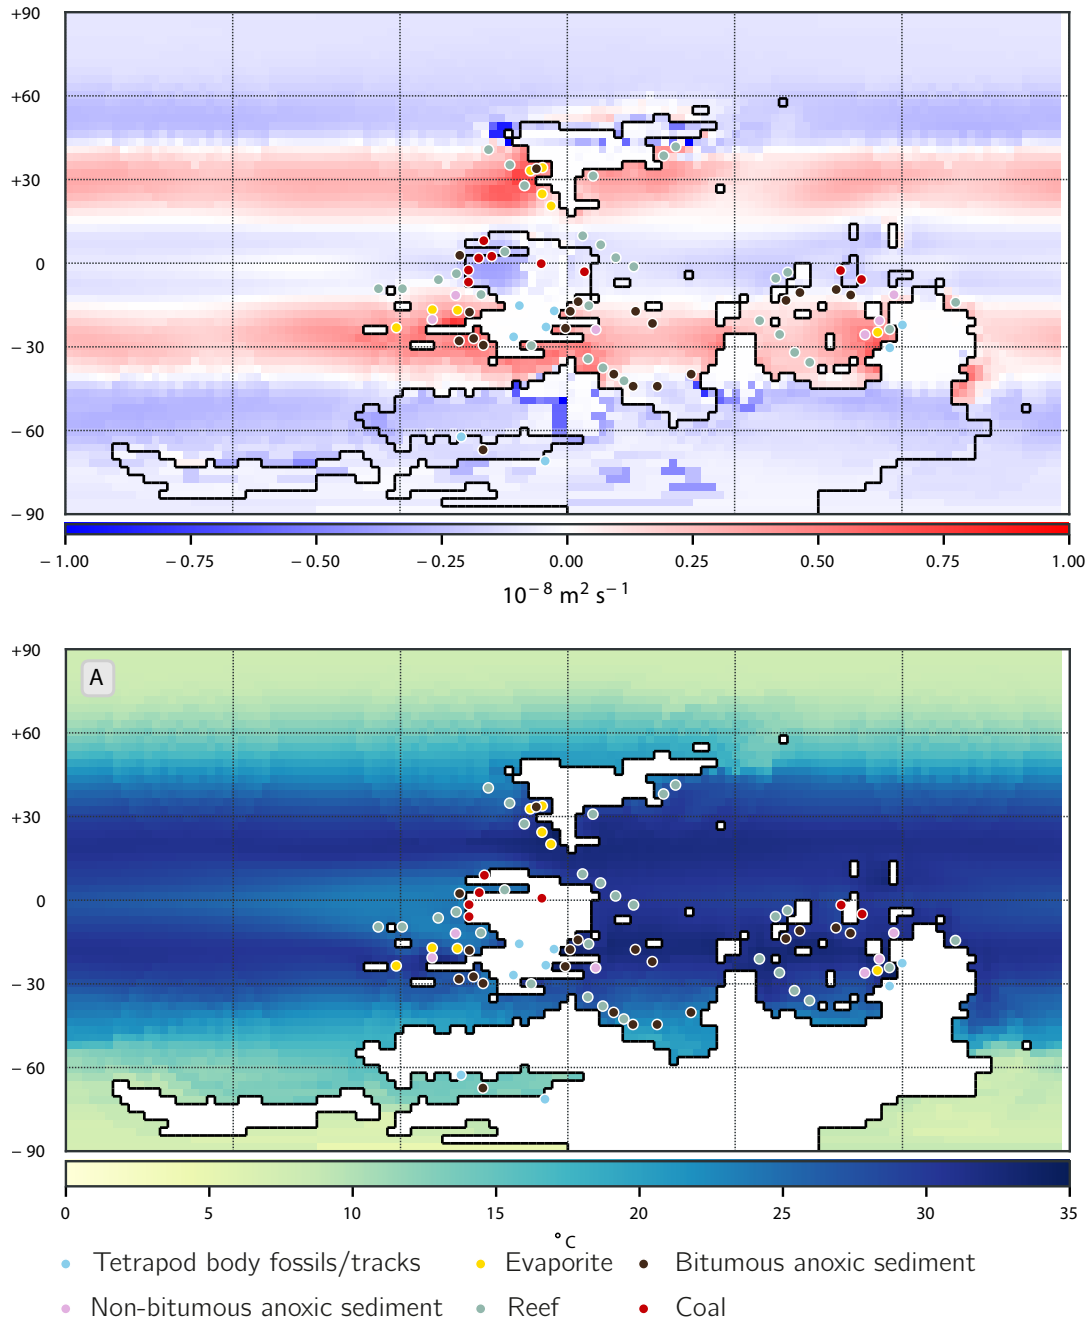 +90
+60
+30
0
− 30
− 60
− 90
− 1.00 − 0.75 − 0.50 − 0.25 0.00 0.25 0.50 0.75 1.00
10⁻⁸ m² s⁻¹
+90
A
+60
+30
0
− 30
− 60
− 90
0 5 10 15 20 25 30 35
°C
Tetrapod body fossils/tracks Evaporite Bitumous anoxic sediment
Non-bitumous anoxic sediment Reef Coal